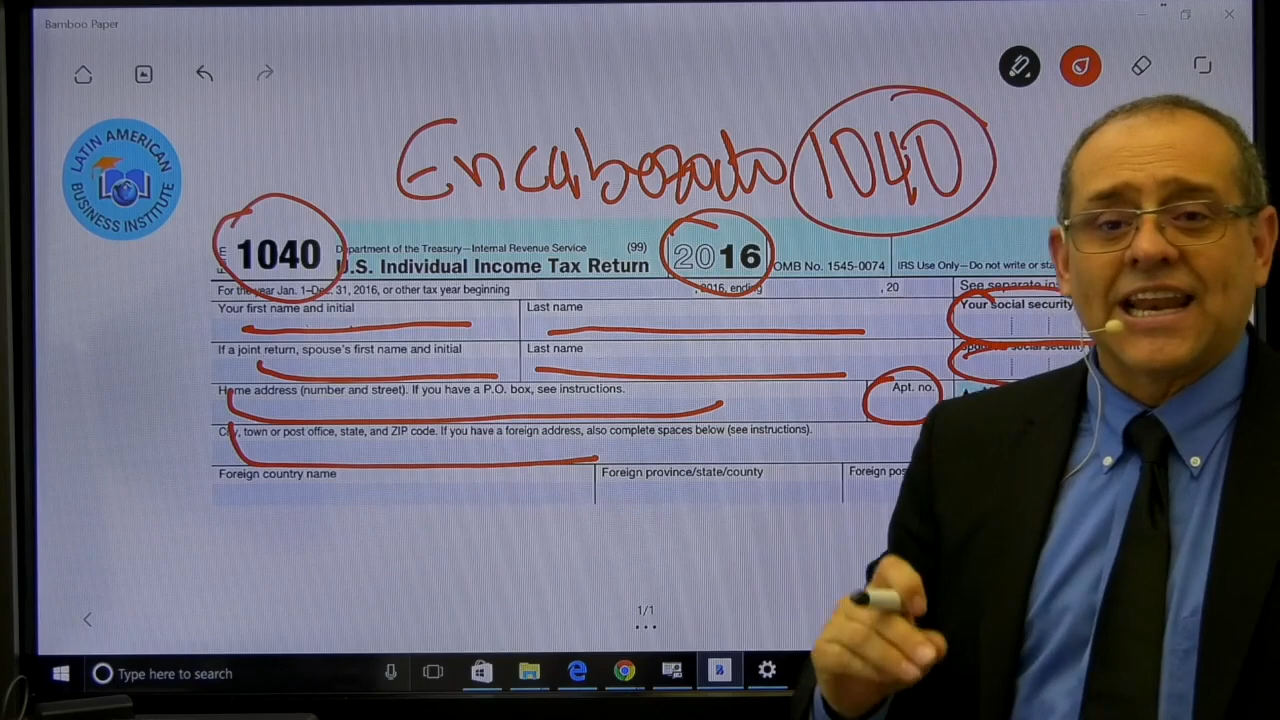 Bamboo Paper
LATIN AMERICAN
BUSINESS INSTITUTE
Encabezado 1040
1040
Department of the Treasury—Internal Revenue Service
(99)
U.S. Individual Income Tax Return
2016
OMB No. 1545-0074
IRS Use Only—Do not write or sta
For the year Jan. 1–Dec. 31, 2016, or other tax year beginning
, 2016, ending
, 20
See separate in
Your first name and initial
Last name
Your social security
If a joint return, spouse's first name and initial
Last name
Spouse's social security
Home address (number and street). If you have a P.O. box, see instructions.
Apt. no.
City, town or post office, state, and ZIP code. If you have a foreign address, also complete spaces below (see instructions).
Foreign country name
Foreign province/state/county
Foreign pos
1/1
Type here to search